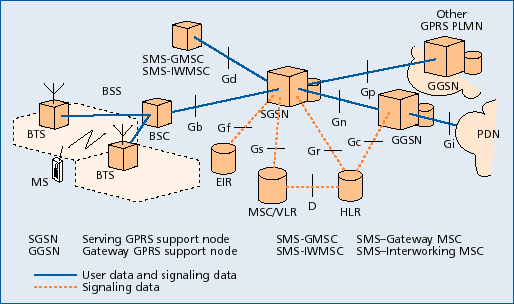 Other
GPRS PLMN
SMS-GMSC
SMS-IWMSC
Gd
GGSN
BSS
Gp
SGSN
BTS
BSC
Gb
Gn
GGSN
Gi
PDN
Gf
Gs
Gr
Gc
MS
BTS
EIR
MSC/VLR
D
HLR
SGSN Serving GPRS support node SMS-GMSC SMS–Gateway MSC
GGSN Gateway GPRS support node SMS-IWMSC SMS–Interworking MSC
User data and signaling data
Signaling data